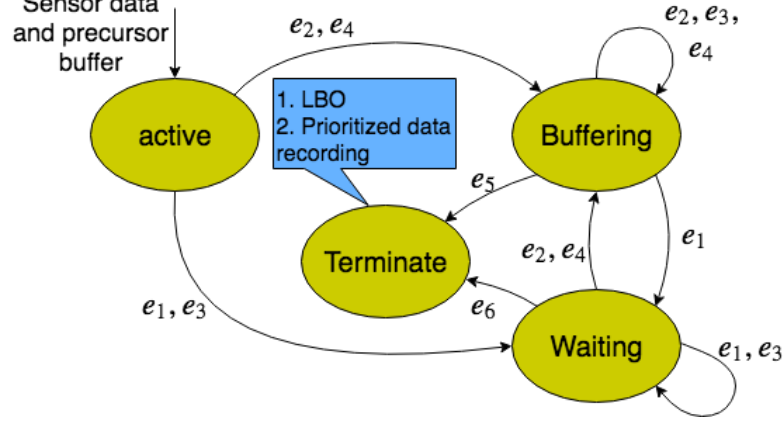 Sensor data
and precursor
buffer
e₂, e₄
e₂, e₃,
e₄
1. LBO
2. Prioritized data
recording
active
Buffering
e₅
Terminate
e₂, e₄
e₁
e₁, e₃
e₆
Waiting
e₁, e₃